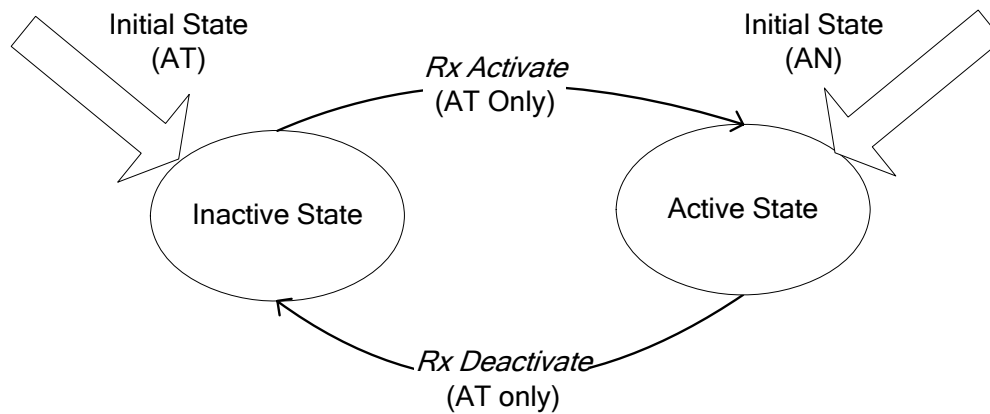 Initial State
(AT)
Initial State
(AN)
Rx Activate
(AT Only)
Inactive State
Active State
Rx Deactivate
(AT only)